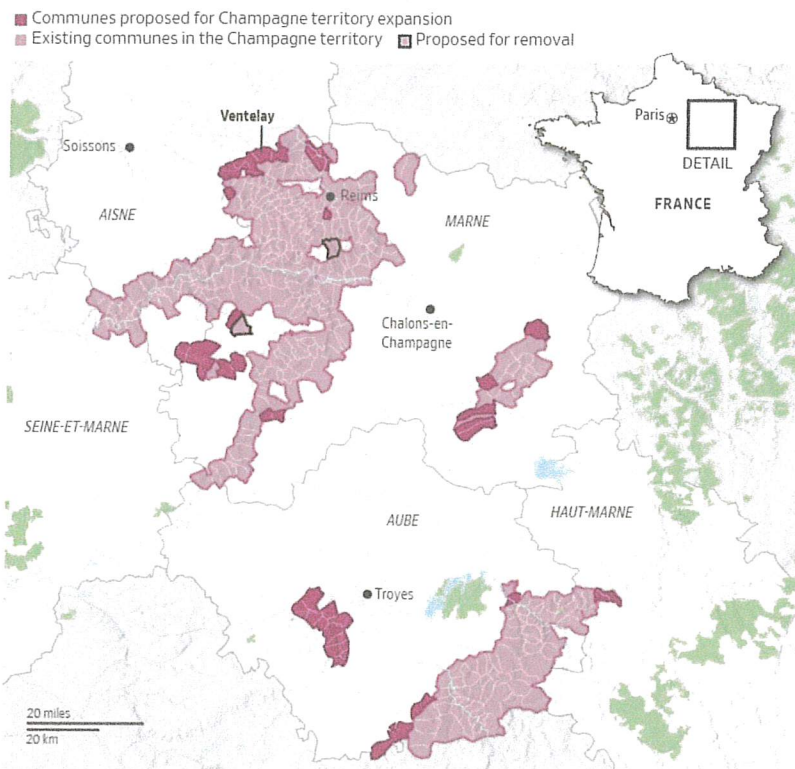 Communes proposed for Champagne territory expansion
Existing communes in the Champagne territory Proposed for removal
Ventelay
Paris
Soissons
DETAIL
Reims
AISNE
MARNE
FRANCE
Chalons-en-
Champagne
SEINE-ET-MARNE
AUBE
HAUT-MARNE
Troyes
20 miles
20 km